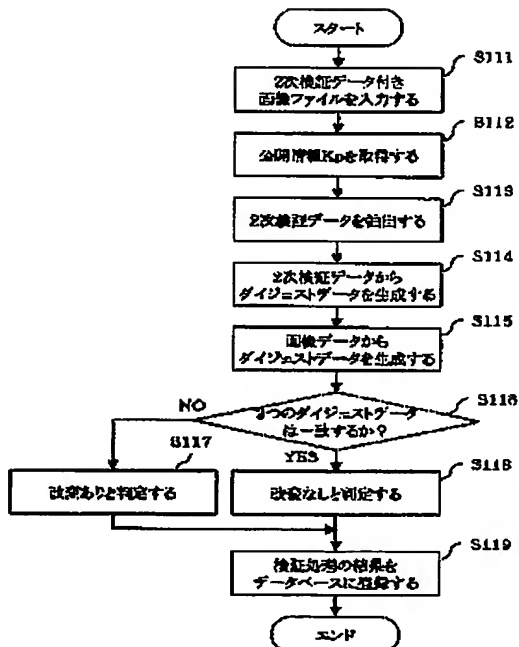 スタート
S111
2次検証データ付き
画像ファイルを入力する
S112
公開情報Kpを取得する
S113
2次検証データを抽出する
S114
2次検証データから
ダイジェストデータを生成する
S115
画像データから
ダイジェストデータを生成する
S116
2つのダイジェストデータ
は一致するか?
NO
YES
S117
改変ありと判定する
S118
改変なしと判定する
S119
検証処理の結果を
データベースに登録する
エンド